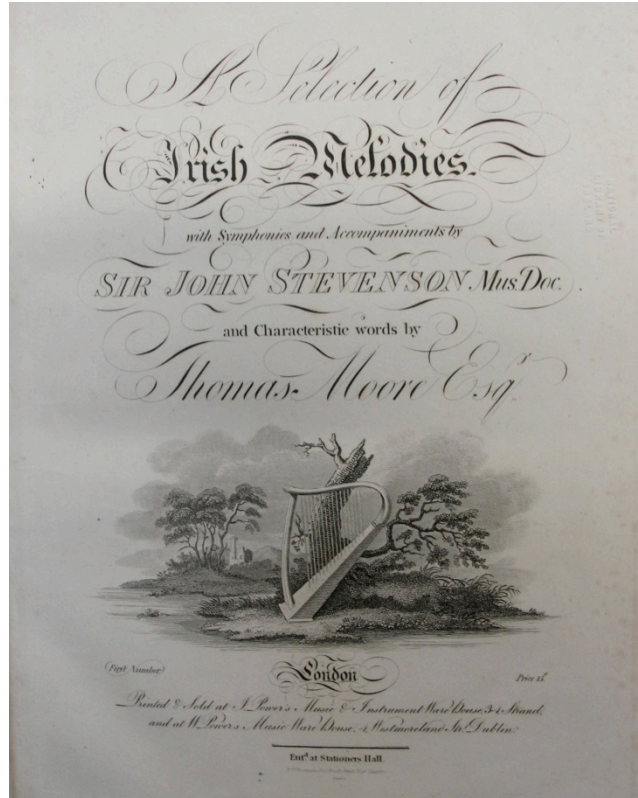 A Selection of
Irish Melodies.
with Symphonies and Accompaniments by
SIR JOHN STEVENSON Mus. Doc.
and Characteristic words by
Thomas Moore Esqr.
(First Number)
London
Price 15s.
Printed & Sold at J. Power's Music & Instrument Ware House, 34 Strand,
and at W. Power's Music Ware House, 4 Westmoreland Str. Dublin.
Entd. at Stationers Hall